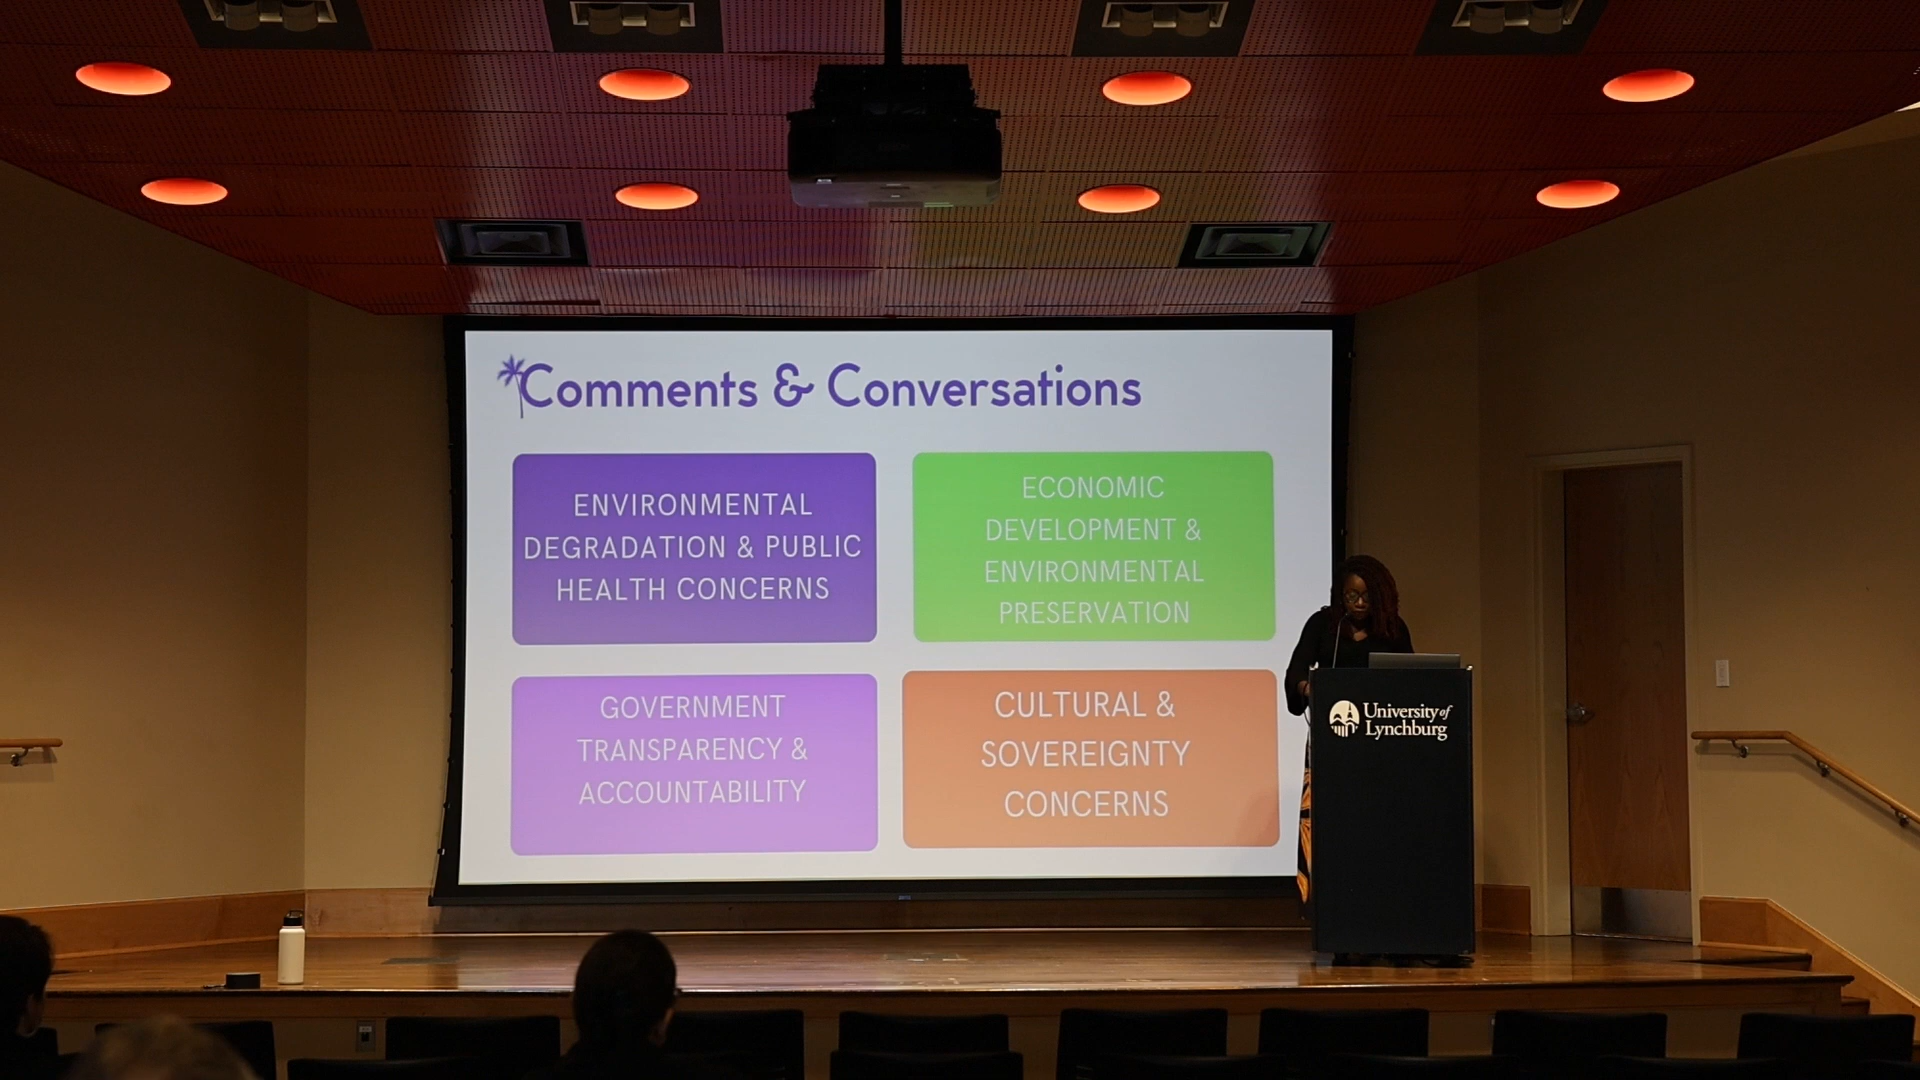 Comments & Conversations
ENVIRONMENTAL
DEGRADATION & PUBLIC
HEALTH CONCERNS
ECONOMIC
DEVELOPMENT &
ENVIRONMENTAL
PRESERVATION
GOVERNMENT
TRANSPARENCY &
ACCOUNTABILITY
CULTURAL &
SOVEREIGNTY
CONCERNS
University of
Lynchburg